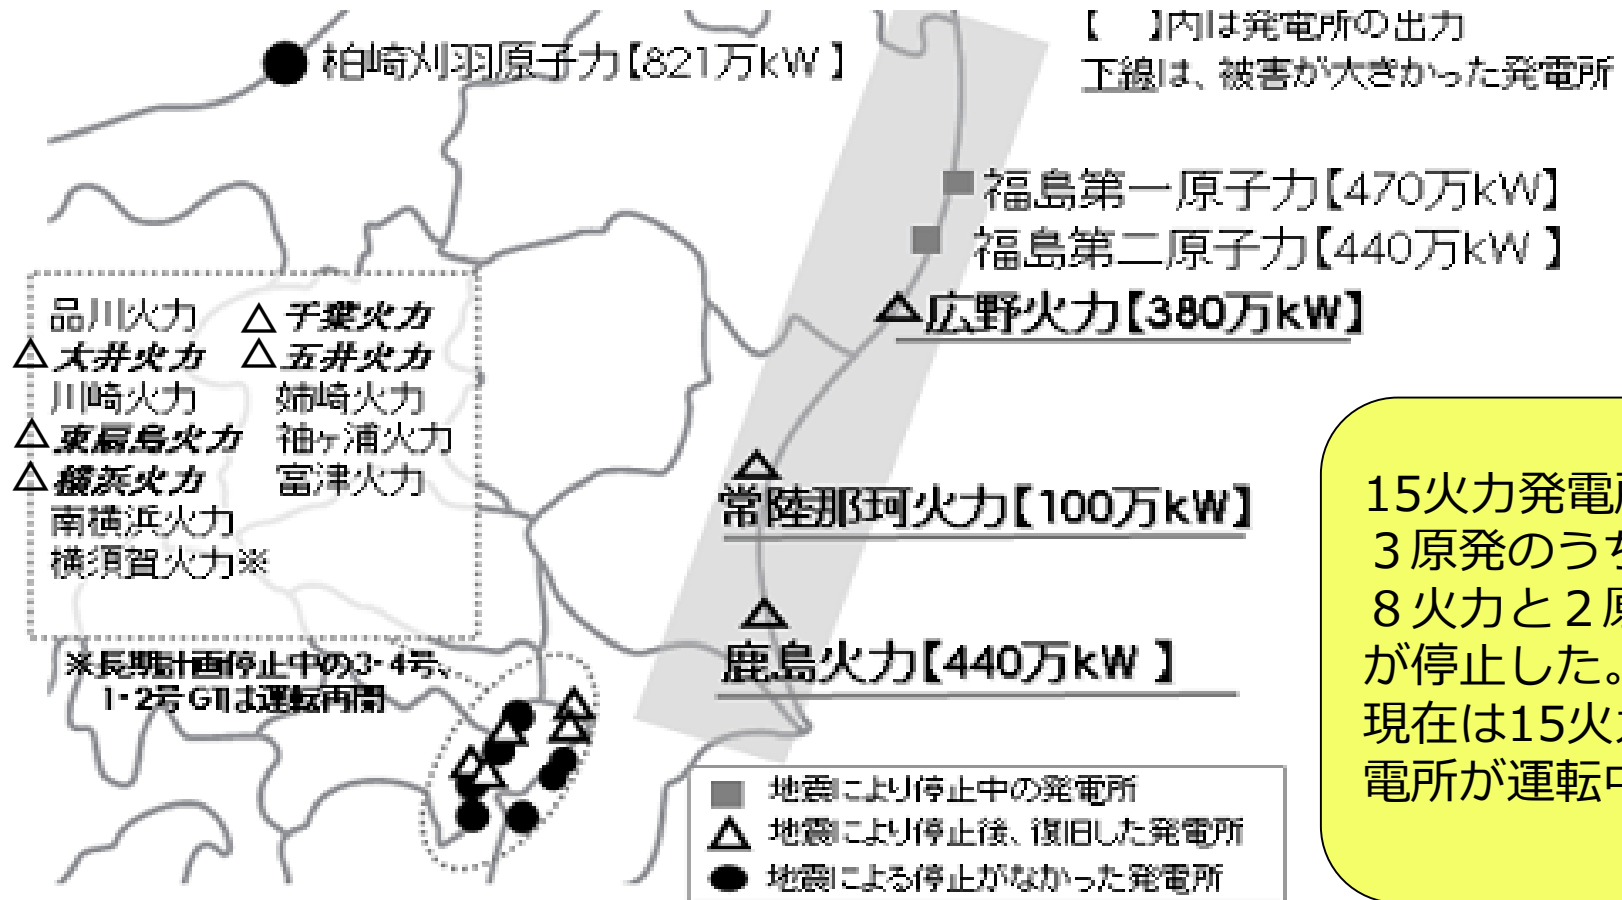 【　】内は発電所の出力
下線は、被害が大きかった発電所
柏崎刈羽原子力【821万kW】
福島第一原子力【470万kW】
福島第二原子力【440万kW】
△広野火力【380万kW】
常陸那珂火力【100万kW】
鹿島火力【440万kW】
品川火力　△千葉火力
△大井火力　△五井火力
川崎火力　姉崎火力
△東扇島火力　袖ヶ浦火力
△横浜火力　富津火力
南横浜火力
横須賀火力※
※長期計画停止中の3・4号、
1・2号GTは運転再開
地震により停止中の発電所
地震により停止後、復旧した発電所
地震による停止がなかった発電所
15火力発電
３原発のうち
８火力と２原
が停止した。
現在は15火
電所が運転中